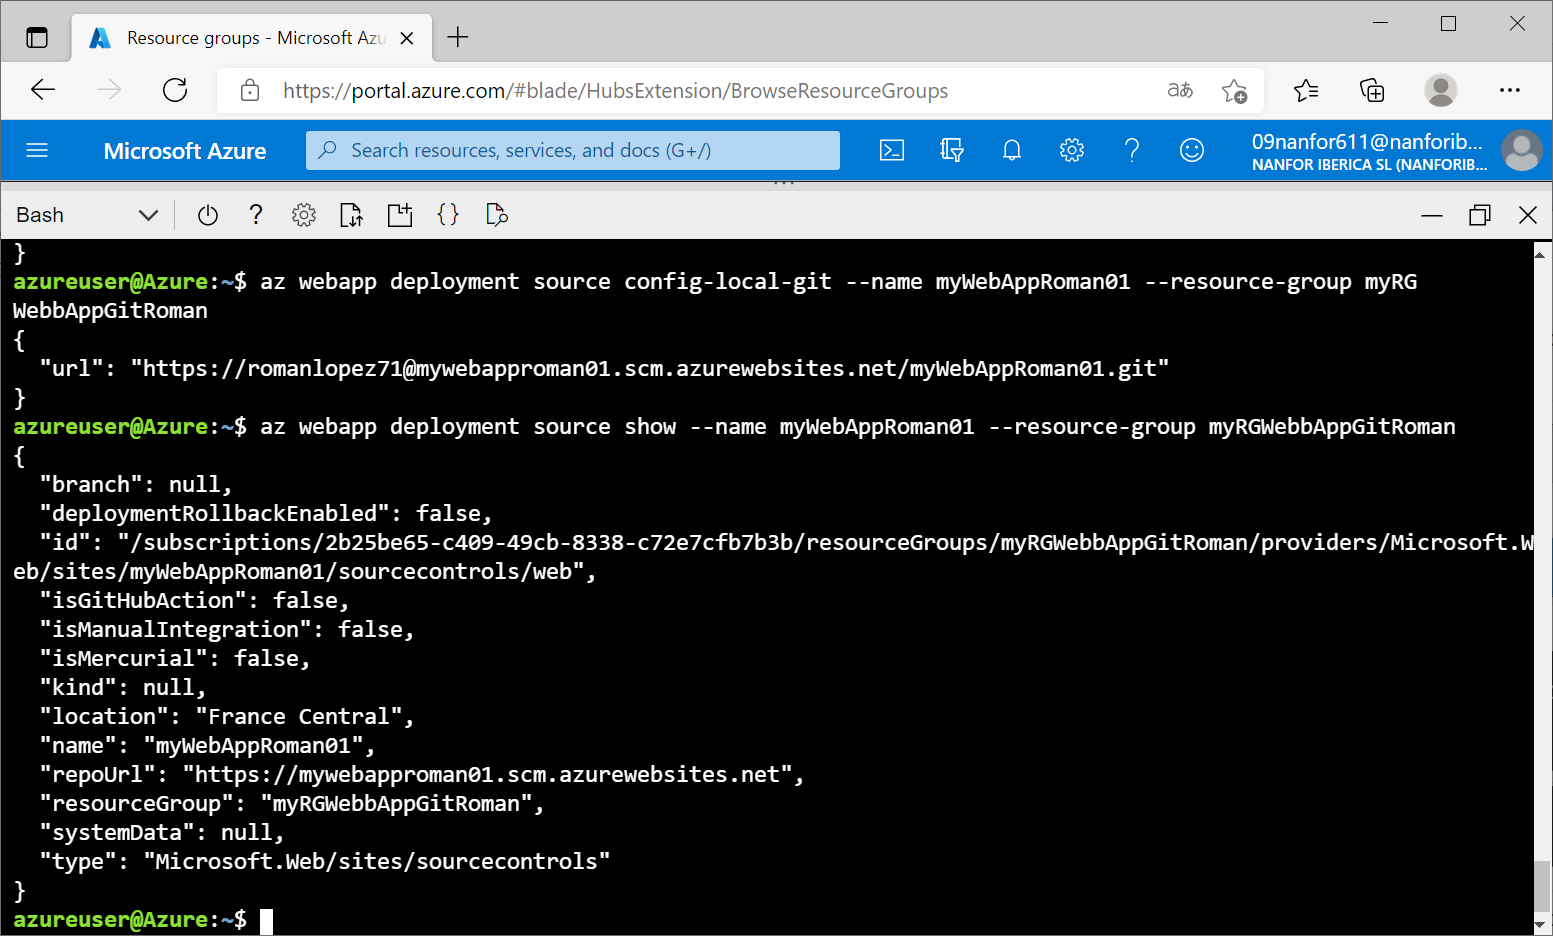 Resource groups - Microsoft Azu
https://portal.azure.com/#blade/HubsExtension/BrowseResourceGroups
aあ
Microsoft Azure
Search resources, services, and docs (G+/)
09nanfor611@nanforib...
NANFOR IBERICA SL (NANFORIB...
Bash
}
azureuser@Azure:~$ az webapp deployment source config-local-git --name myWebAppRoman01 --resource-group myRG
WebbAppGitRoman
{
  "url": "https://romanlopez71@mywebapproman01.scm.azurewebsites.net/myWebAppRoman01.git"
}
azureuser@Azure:~$ az webapp deployment source show --name myWebAppRoman01 --resource-group myRGWebbAppGitRoman
{
  "branch": null,
  "deploymentRollbackEnabled": false,
  "id": "/subscriptions/2b25be65-c409-49cb-8338-c72e7cfb7b3b/resourceGroups/myRGWebbAppGitRoman/providers/Microsoft.W
eb/sites/myWebAppRoman01/sourcecontrols/web",
  "isGitHubAction": false,
  "isManualIntegration": false,
  "isMercurial": false,
  "kind": null,
  "location": "France Central",
  "name": "myWebAppRoman01",
  "repoUrl": "https://mywebapproman01.scm.azurewebsites.net",
  "resourceGroup": "myRGWebbAppGitRoman",
  "systemData": null,
  "type": "Microsoft.Web/sites/sourcecontrols"
}
azureuser@Azure:~$